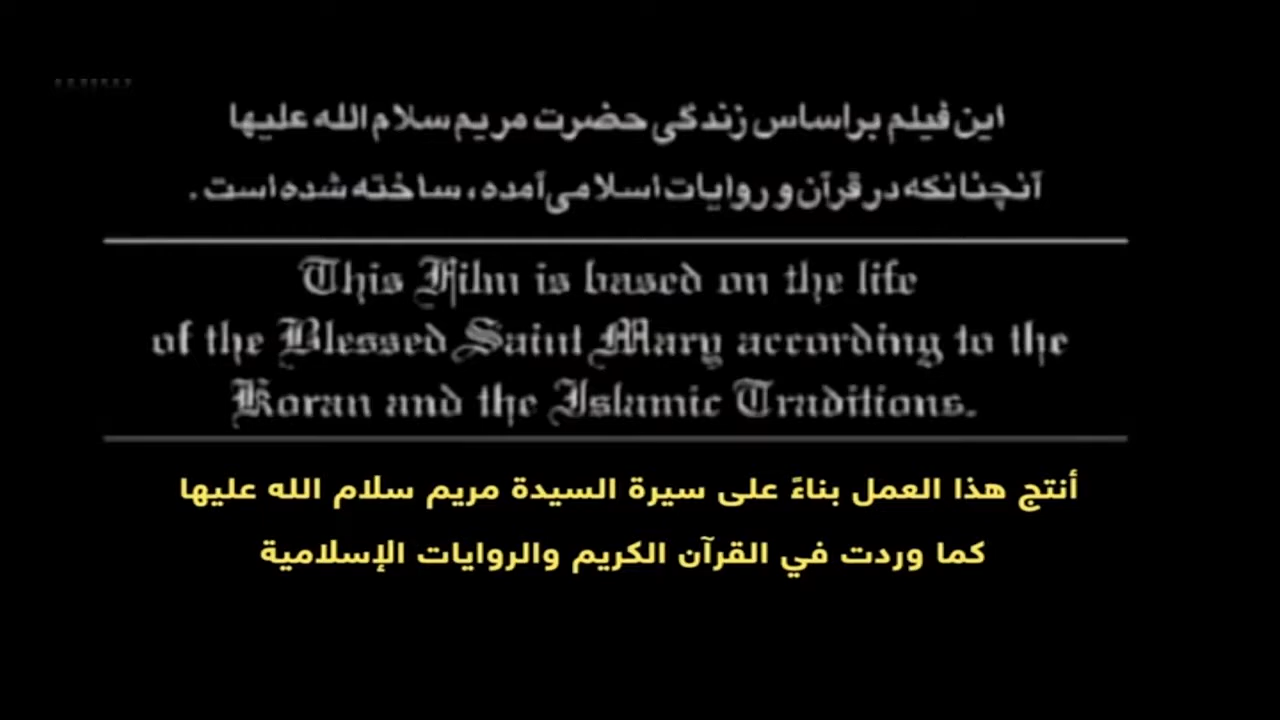 این فیلم براساس زندگی حضرت مریم سلام الله علیها
آنچنانکه در قرآن و روایات اسلامی آمده، ساخته شده است.
This Film is based on the life
of the Blessed Saint Mary according to the
Koran and the Islamic Traditions.
أنتج هذا العمل بناءً على سيرة السيدة مريم سلام الله عليها
كما وردت في القرآن الكريم والروايات الإسلامية